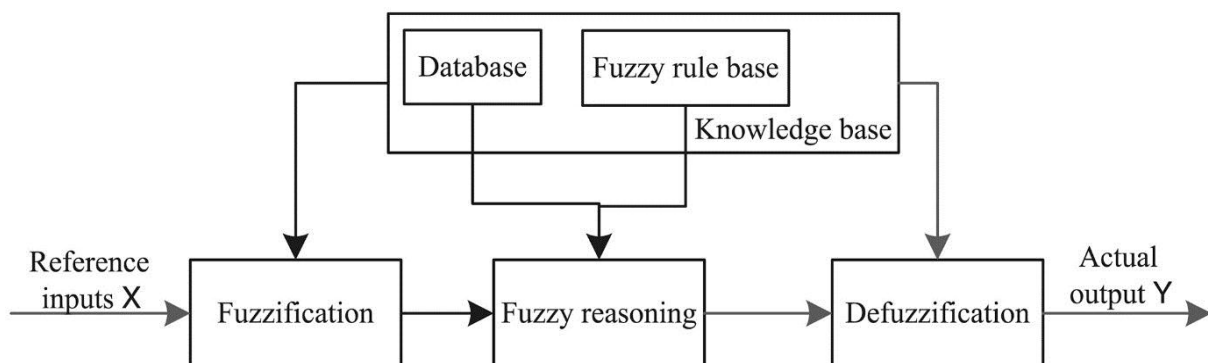 Database
Fuzzy rule base
Knowledge base
Reference
inputs X
Fuzzification
Fuzzy reasoning
Defuzzification
Actual
output Y